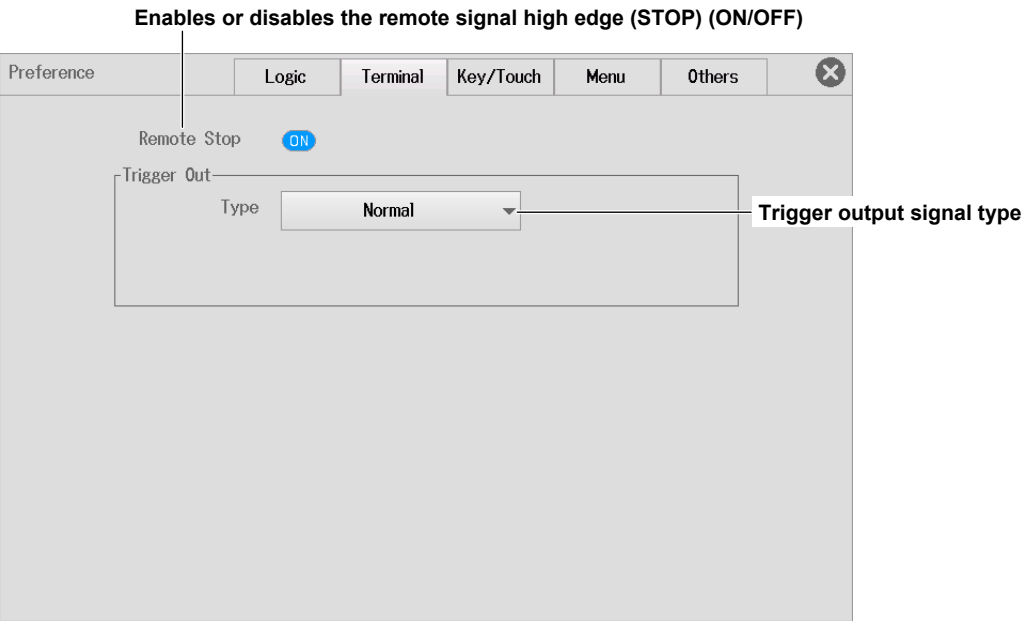 Enables or disables the remote signal high edge (STOP) (ON/OFF)
Preference Logic Terminal Key/Touch Menu Others
Remote Stop ON
Trigger Out
Type Normal
Trigger output signal type